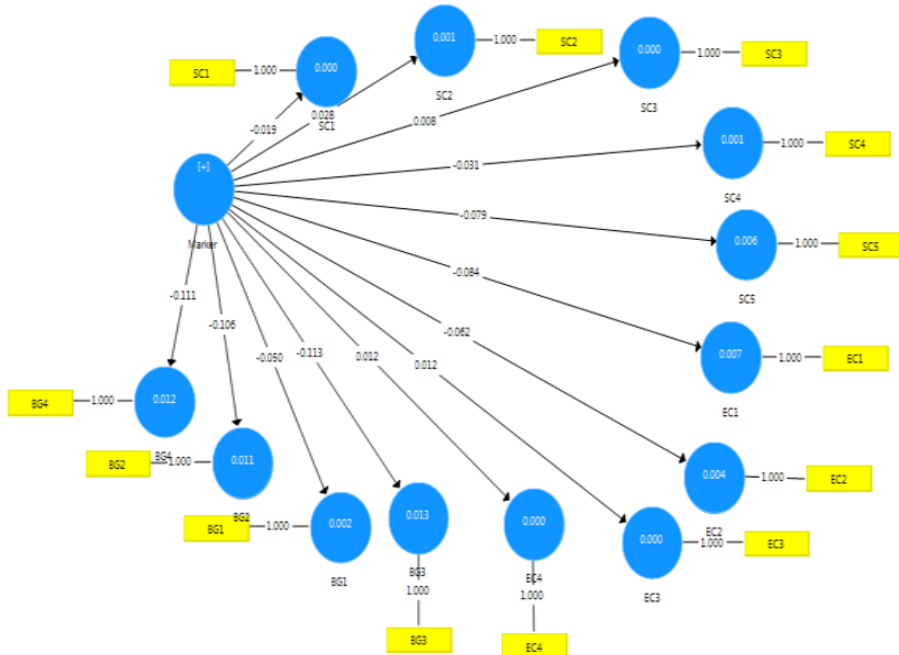 SC1
1.000
0.000
SC1
0.001
1.000
SC2
SC2
0.000
1.000
SC3
SC3
-0.019
0.028
0.008
[+]
Marker
-0.031
0.001
1.000
SC4
SC4
-0.079
0.006
1.000
SC5
SC5
-0.084
0.007
1.000
EC1
EC1
-0.062
0.004
1.000
EC2
EC2
-0.111
-0.106
-0.050
-0.113
0.012
0.012
BG4
1.000
0.012
BG4
BG2
1.000
0.011
BG2
BG1
1.000
0.002
BG1
0.013
BG3
1.000
BG3
0.000
EC4
1.000
EC4
0.000
1.000
EC3
EC3